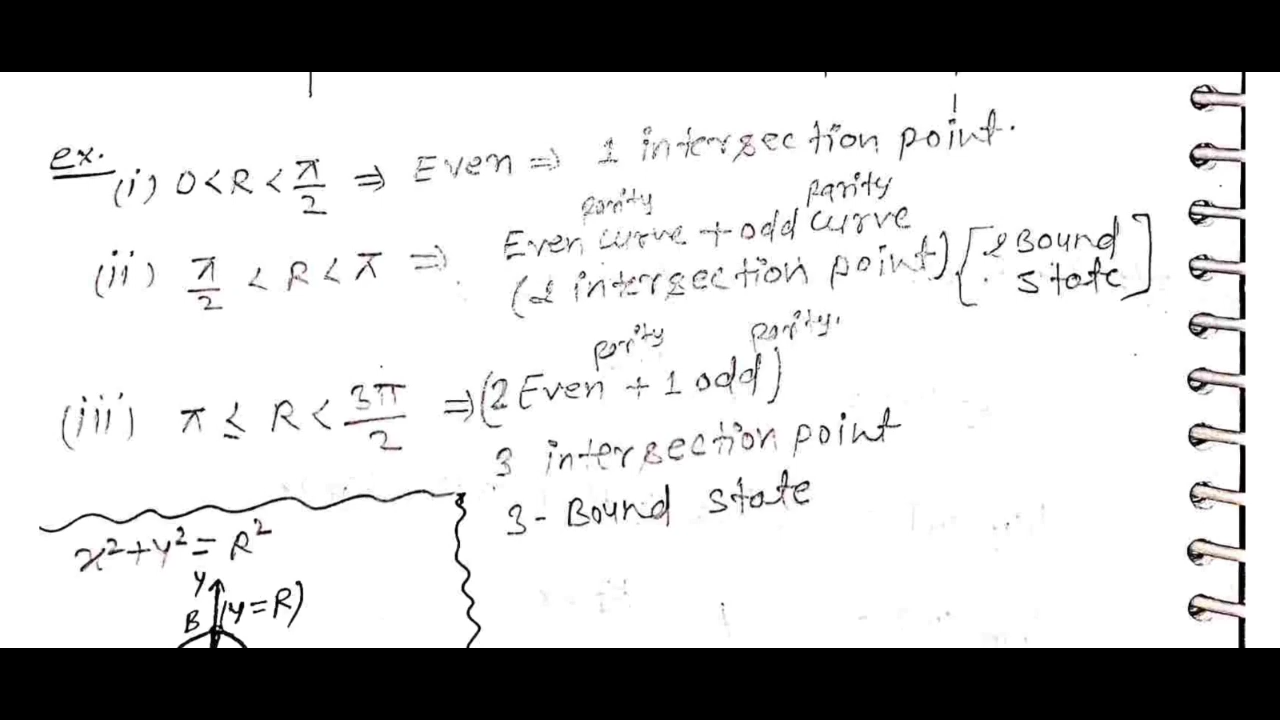 ex. (i) 0 < R < π/2 ⇒ Even ⇒ 1 intersection point.
parity parity
(ii) π/2 < R < π ⇒ Even curve + odd curve
(2 intersection point) [2 Bound state]
parity parity.
(iii) π ≤ R < 3π/2 ⇒ (2 Even + 1 odd)
3 intersection point
3 - Bound state
x² + y² = R²
y
B (y = R)